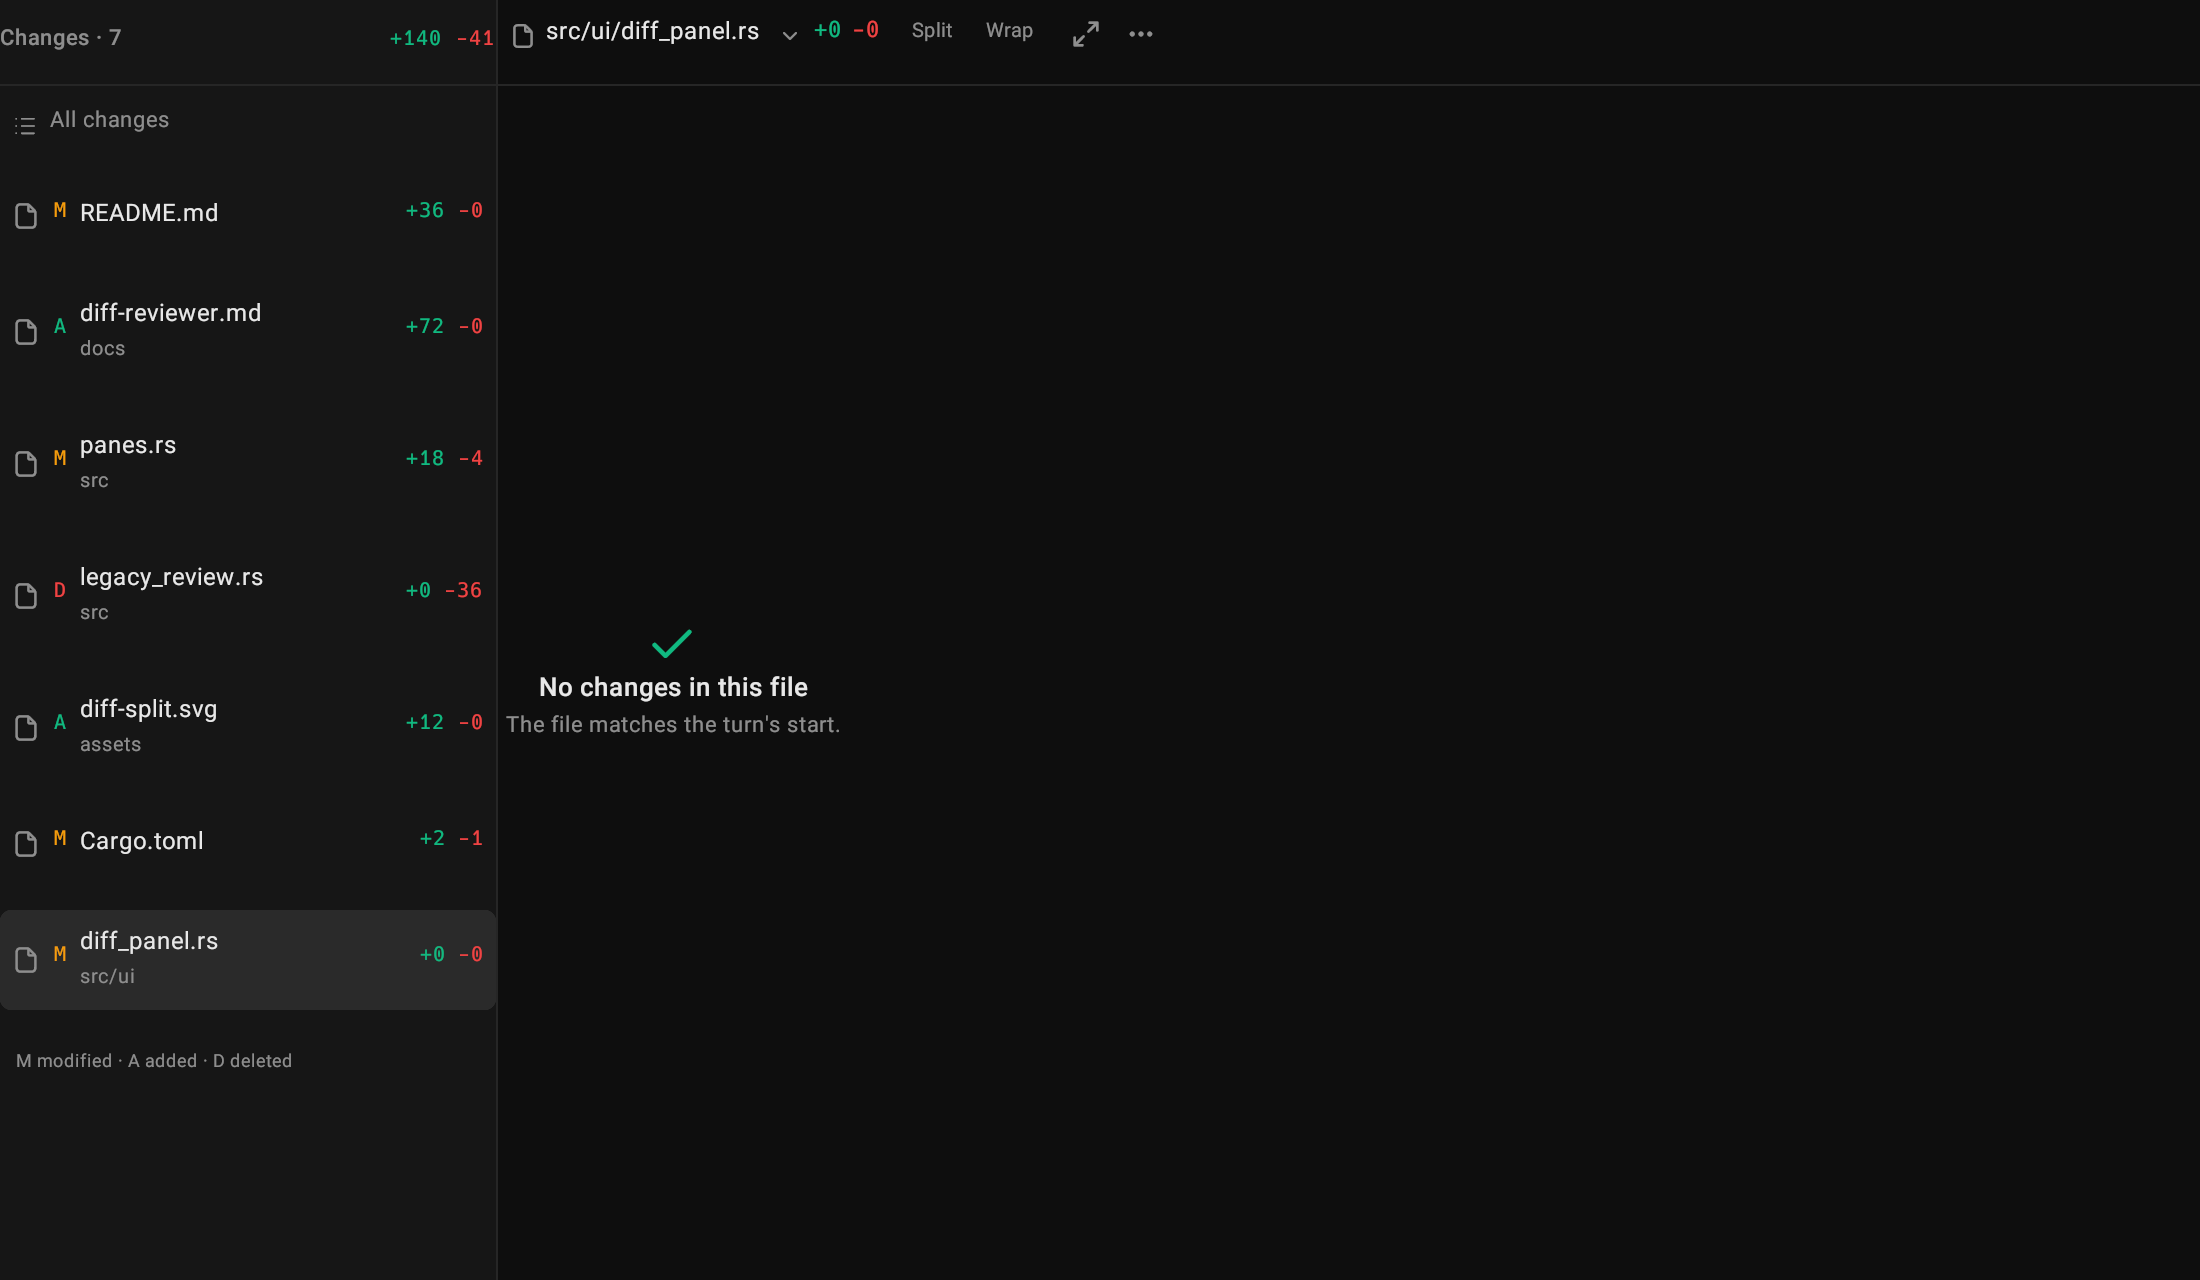 Changes · 7 +140 -41
All changes
M README.md +36 -0
A diff-reviewer.md +72 -0
docs
M panes.rs +18 -4
src
D legacy_review.rs +0 -36
src
A diff-split.svg +12 -0
assets
M Cargo.toml +2 -1
M diff_panel.rs +0 -0
src/ui
M modified · A added · D deleted
src/ui/diff_panel.rs +0 -0 Split Wrap
No changes in this file
The file matches the turn's start.